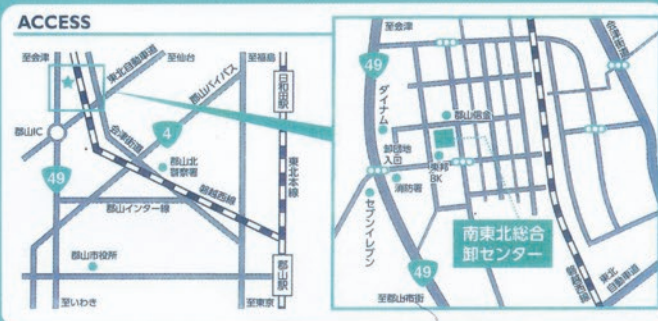 ACCESS
至会津
東北自動車道
至仙台
郡山バイパス
至福島
日和田駅
郡山IC
会津街道
4
郡山北
警察署
東北本線
49
磐越西線
郡山インター線
郡山市役所
郡山駅
至いわき
至東京
至会津
会津街道
49
ダイナム
郡山信金
卸団地
入口
東邦
BK
消防署
セブンイレブン
南東北総合
卸センター
49
磐越西線
東北
自動車道
至郡山市街